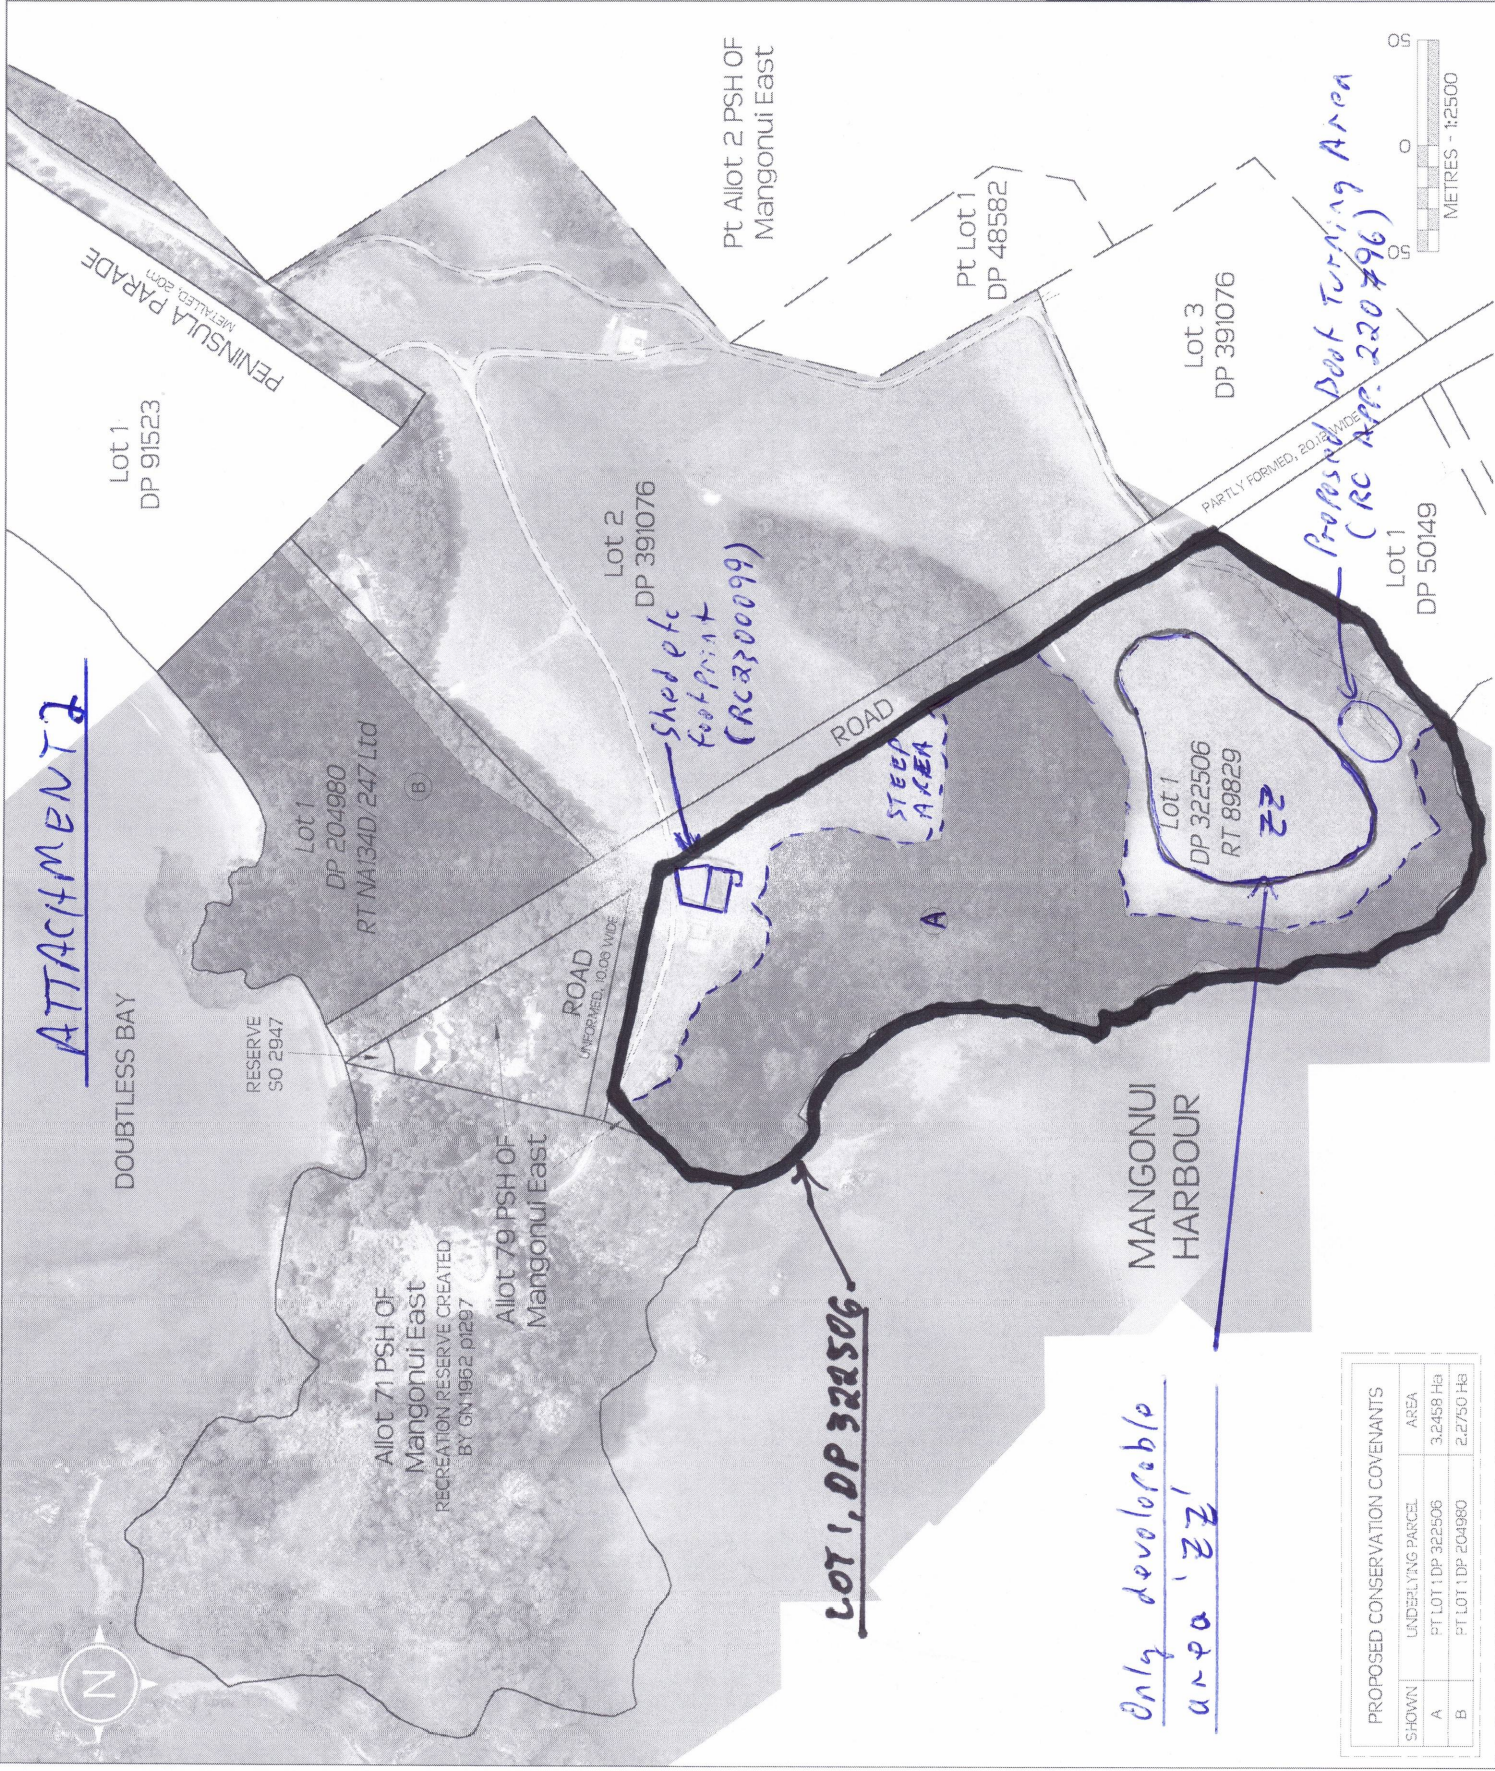 ATTACHMENT 2
DOUBTLESS BAY
RESERVE
SO 2947
PENINSULA PARADE
METALLED, 20m
Lot 1
DP 91523
Lot 1
DP 204980
RT NA134D/247 Ltd
B
Pt Allot 2 PSH OF
Mangonui East
Pt Lot 1
DP 48582
Lot 2
DP 391076
Lot 3
DP 391076
Shed etc
footprint
(RC2300099)
ROAD
PARTLY FORMED, 20.12 WIDE
ROAD
UNFORMED, 10.06 WIDE
Allot 71 PSH OF
Mangonui East
RECREATION RESERVE CREATED
BY GN 1962 p1297
Allot 79 PSH OF
Mangonui East
STEEP
AREA
A
Lot 1
DP 322506
RT 89829
ZZ
Proposed Boat Turning Area
(RC APP. 2220796)
Lot 1
DP 50149
MANGONUI
HARBOUR
LOT 1, DP 322506
Only devolopable
area 'ZZ'
N
50 0 50
METRES - 1:2500
PROPOSED CONSERVATION COVENANTS
SHOWN UNDERLYING PARCEL AREA
A PT LOT 1 DP 322506 3.2458 Ha
B PT LOT 1 DP 204980 2.2750 Ha